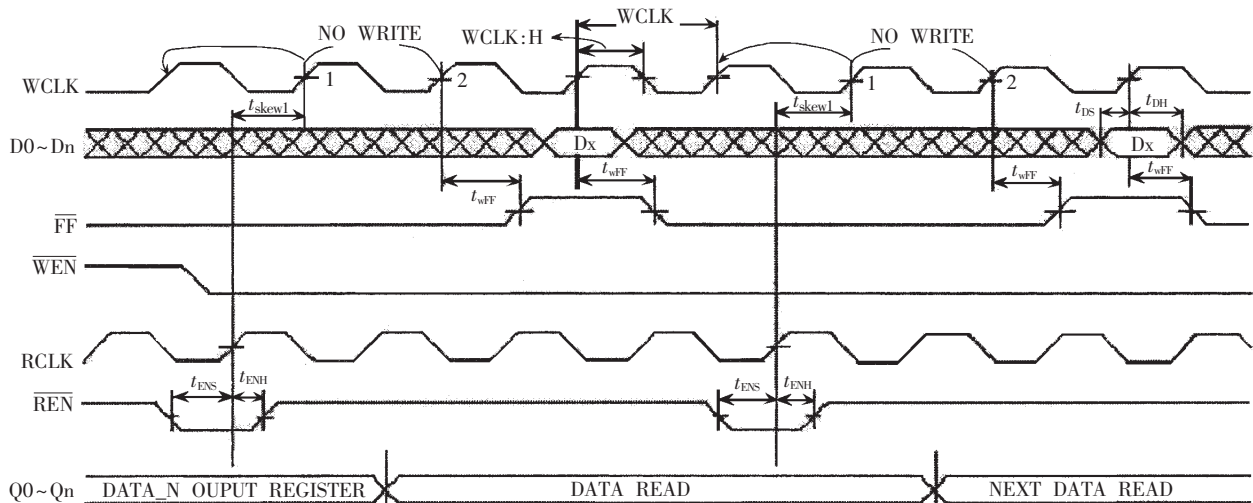 WCLK
NO WRITE
WCLK:H
NO WRITE
WCLK
1
2
1
2
tskew1
tskew1
tDS
tDH
D0~Dn
Dx
Dx
twFF
twFF
twFF
twFF
FF
WEN
RCLK
tENS
tENH
tENS
tENH
REN
Q0~Qn
DATA_N OUPUT REGISTER
DATA READ
NEXT DATA READ